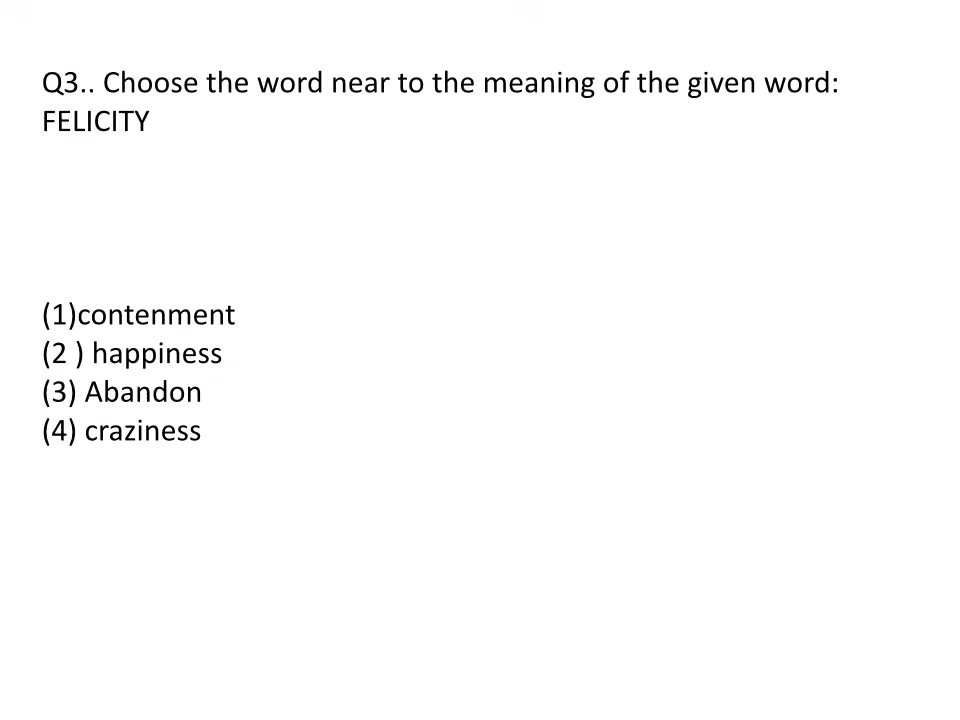 Q3.. Choose the word near to the meaning of the given word:
FELICITY
(1)contenment
(2 ) happiness
(3) Abandon
(4) craziness